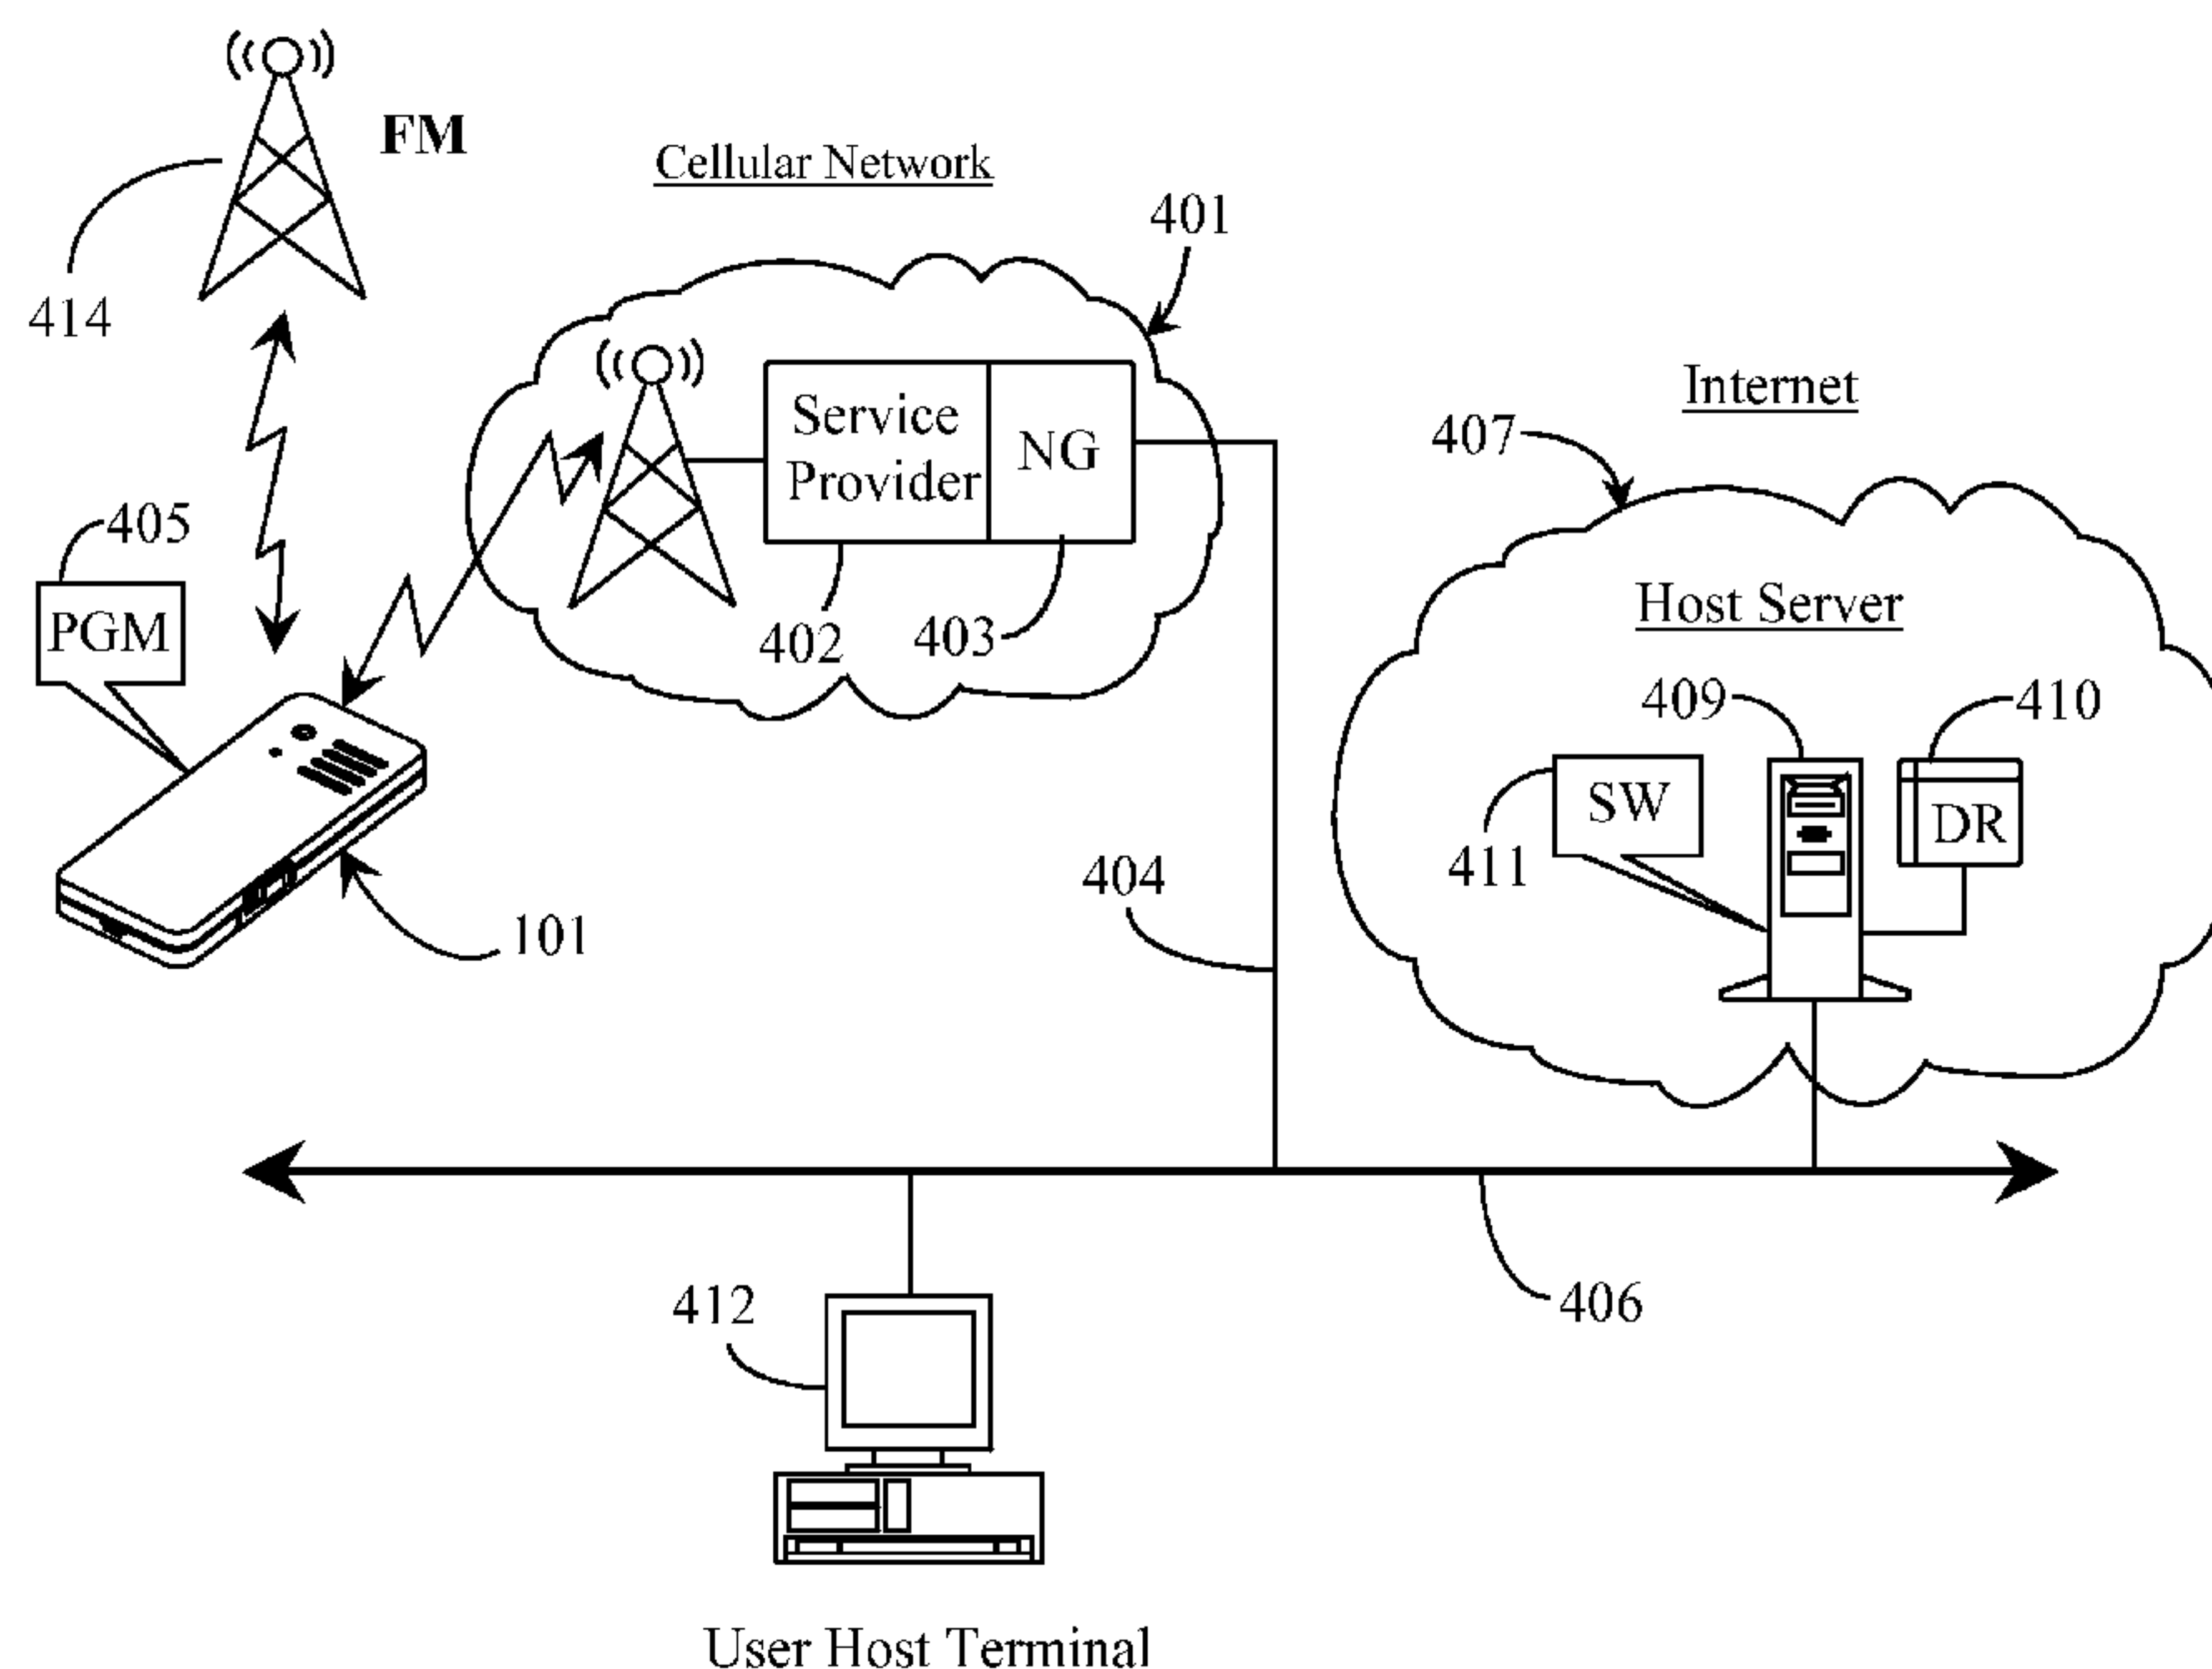 FM
414
Cellular Network
401
Service
Provider
NG
402
403
405
PGM
101
Internet
407
Host Server
409
410
411
SW
DR
404
406
412
User Host Terminal